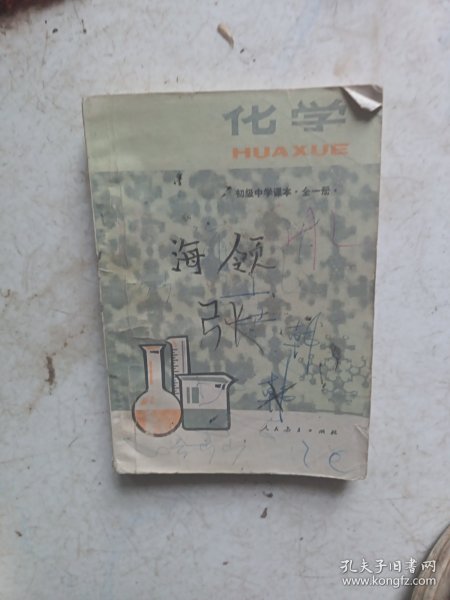 化学
HUAXUE
初级中学课本·全一册·
海领
张
人民教育出版社
孔夫子旧书网
www.kongfz.com